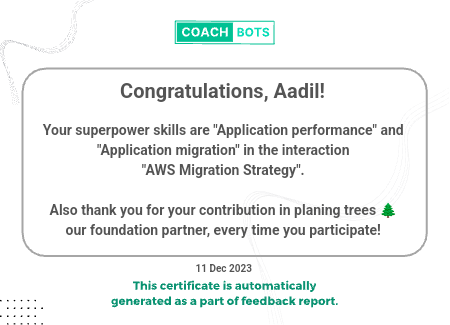 COACH BOTS
Congratulations, Aadil!
Your superpower skills are "Application performance" and
"Application migration" in the interaction
"AWS Migration Strategy".
Also thank you for your contribution in planing trees 🌲
our foundation partner, every time you participate!
11 Dec 2023
This certificate is automatically
generated as a part of feedback report.